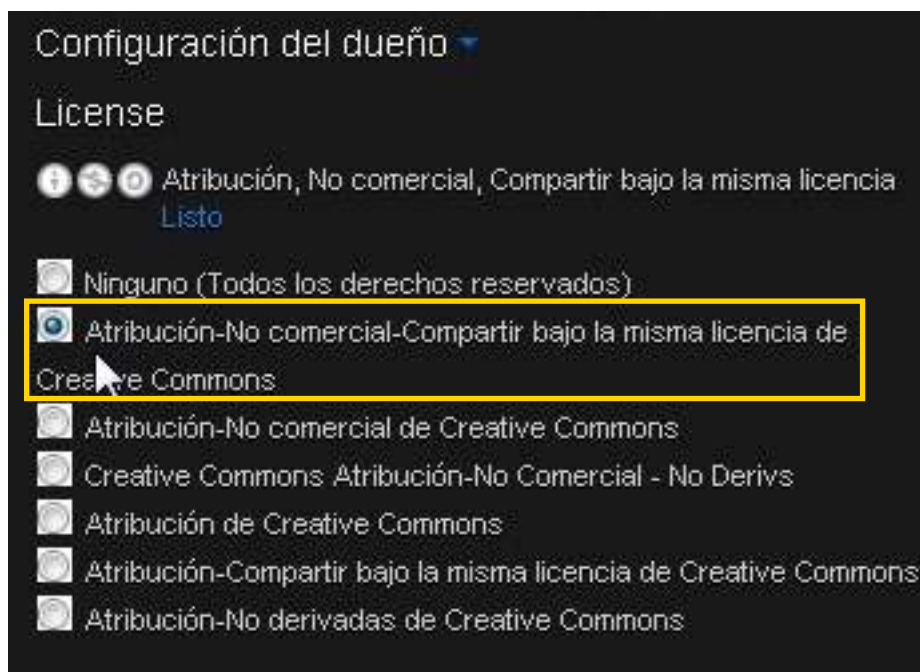 Configuración del dueño
License
Atribución, No comercial, Compartir bajo la misma licencia
Listo
Ninguno (Todos los derechos reservados)
Atribución-No comercial-Compartir bajo la misma licencia de
Creative Commons
Atribución-No comercial de Creative Commons
Creative Commons Atribución-No Comercial - No Derivs
Atribución de Creative Commons
Atribución-Compartir bajo la misma licencia de Creative Commons
Atribución-No derivadas de Creative Commons